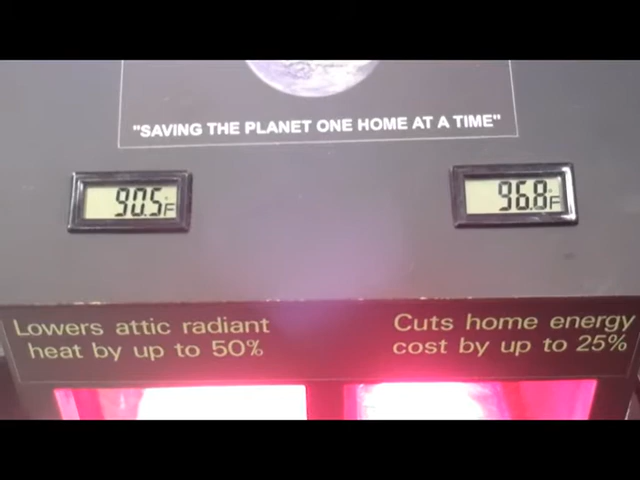 "SAVING THE PLANET ONE HOME AT A TIME"
90.5°F
96.8°F
Lowers attic radiant
heat by up to 50%
Cuts home energy
cost by up to 25%